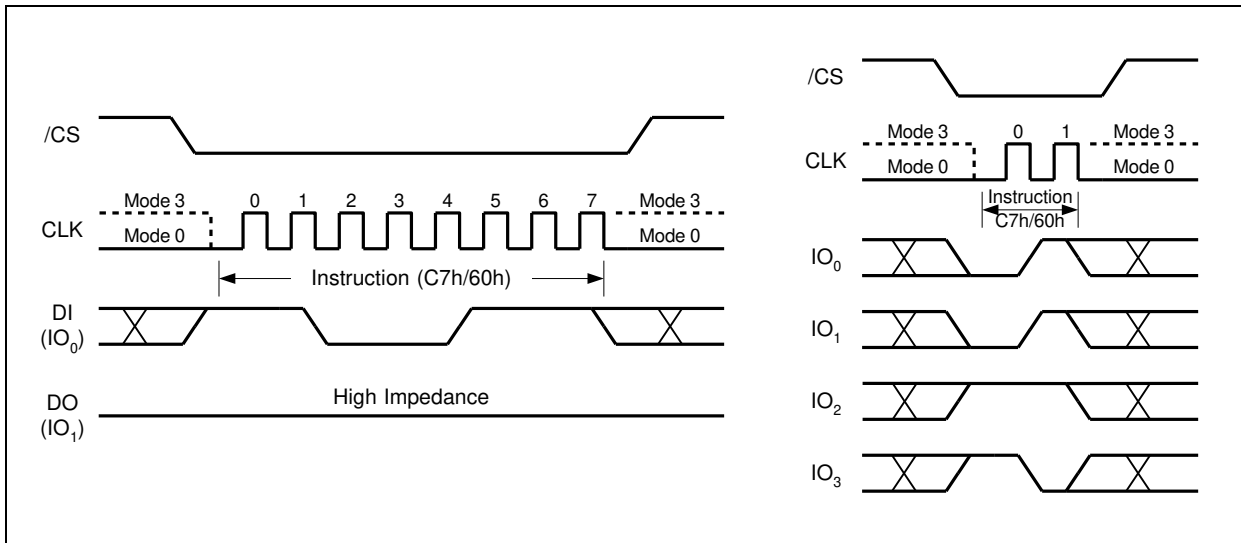 /CS
Mode 3 0 1 2 3 4 5 6 7 Mode 3
CLK
Mode 0 Mode 0
Instruction (C7h/60h)
DI
(IO₀)
High Impedance
DO
(IO₁)
/CS
Mode 3 0 1 Mode 3
CLK
Mode 0 Mode 0
Instruction
C7h/60h
IO₀
IO₁
IO₂
IO₃